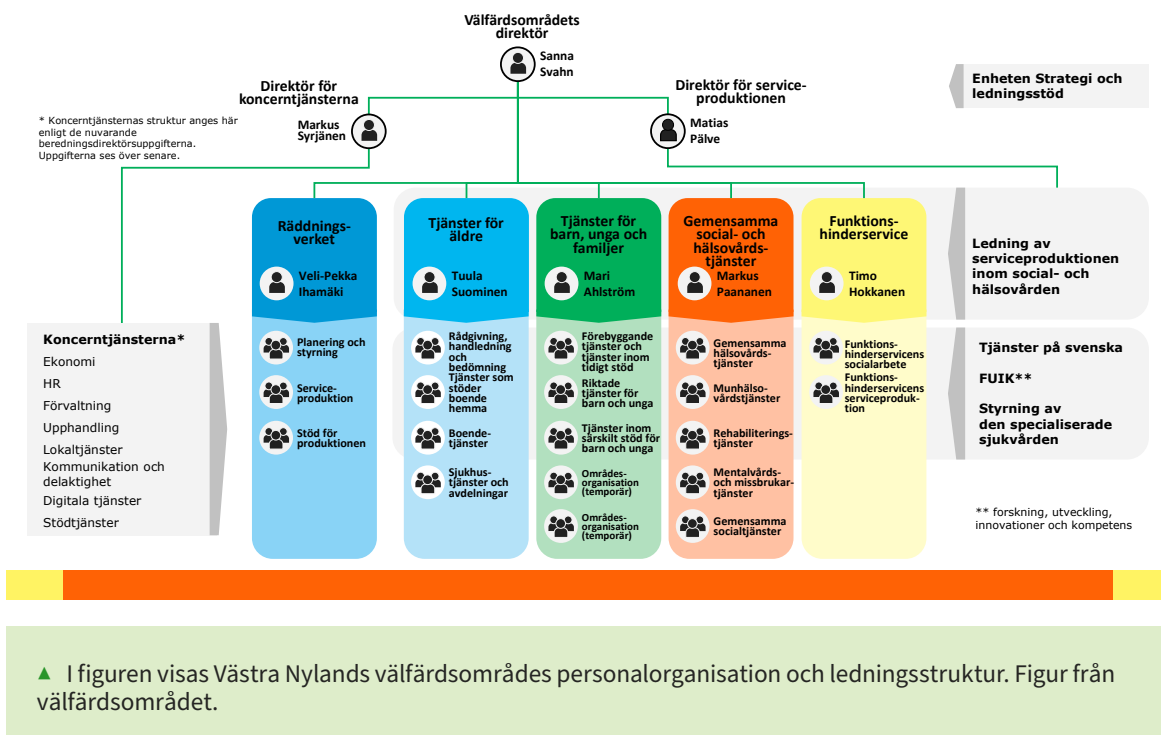 Välfärdsområdets
direktör
Sanna
Svahn
Direktör för
koncerntjänsterna
Markus
Syrjänen
Direktör för service-
produktionen
Matias
Pälve
Enheten Strategi och
ledningsstöd
* Koncerntjänsternas struktur anges här
enligt de nuvarande
beredningsdirektörsuppgifterna.
Uppgifterna ses över senare.
Koncerntjänsterna*
Ekonomi
HR
Förvaltning
Upphandling
Lokaltjänster
Kommunikation och
delaktighet
Digitala tjänster
Stödtjänster
Räddnings-
verket
Veli-Pekka
Ihamäki
Planering och
styrning
Service-
produktion
Stöd för
produktionen
Tjänster för
äldre
Tuula
Suominen
Rådgivning,
handledning
och
bedömning
Tjänster som
stöder
boende
hemma
Boende-
tjänster
Sjukhus-
tjänster och
avdelningar
Tjänster för
barn, unga och
familjer
Mari
Ahlström
Förebyggande
tjänster och
tjänster inom
tidigt stöd
Riktade
tjänster för
barn och unga
Tjänster inom
särskilt stöd för
barn och unga
Områdes-
organisation
(temporär)
Områdes-
organisation
(temporär)
Gemensamma
social- och
hälsovårds-
tjänster
Markus
Paananen
Gemensamma
hälsovårds-
tjänster
Munhälso-
vårdstjänster
Rehabiliterings-
tjänster
Mentalvårds-
och missbrukar-
tjänster
Gemensamma
socialtjänster
Funktions-
hinderservice
Timo
Hokkanen
Funktions-
hinderservicens
socialarbete
Funktions-
hinderservicens
serviceproduk-
tion
Ledning av
serviceproduktionen
inom social- och
hälsovården
Tjänster på svenska
FUIK**
Styrning av
den specialiserade
sjukvården
** forskning, utveckling,
innovationer och kompetens
▲ I figuren visas Västra Nylands välfärdsområdes personalorganisation och ledningsstruktur. Figur från
välfärdsområdet.